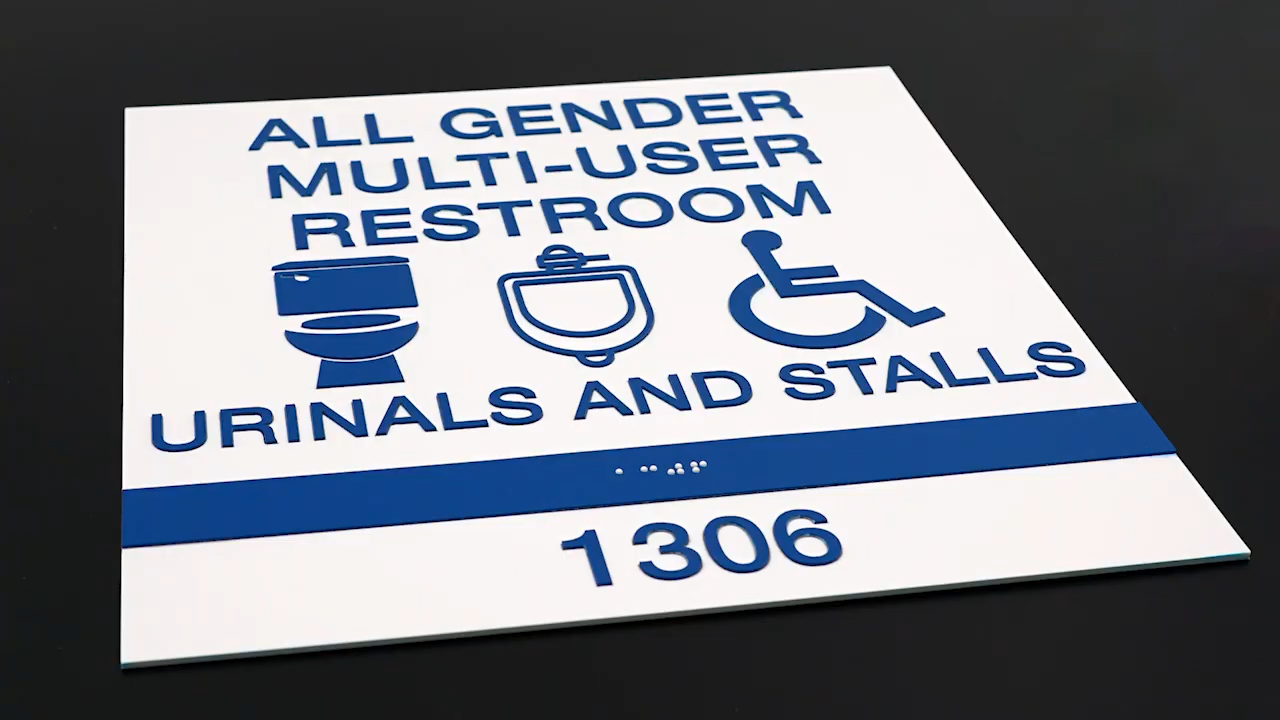 ALL GENDER
MULTI-USER
RESTROOM
URINALS AND STALLS
1306